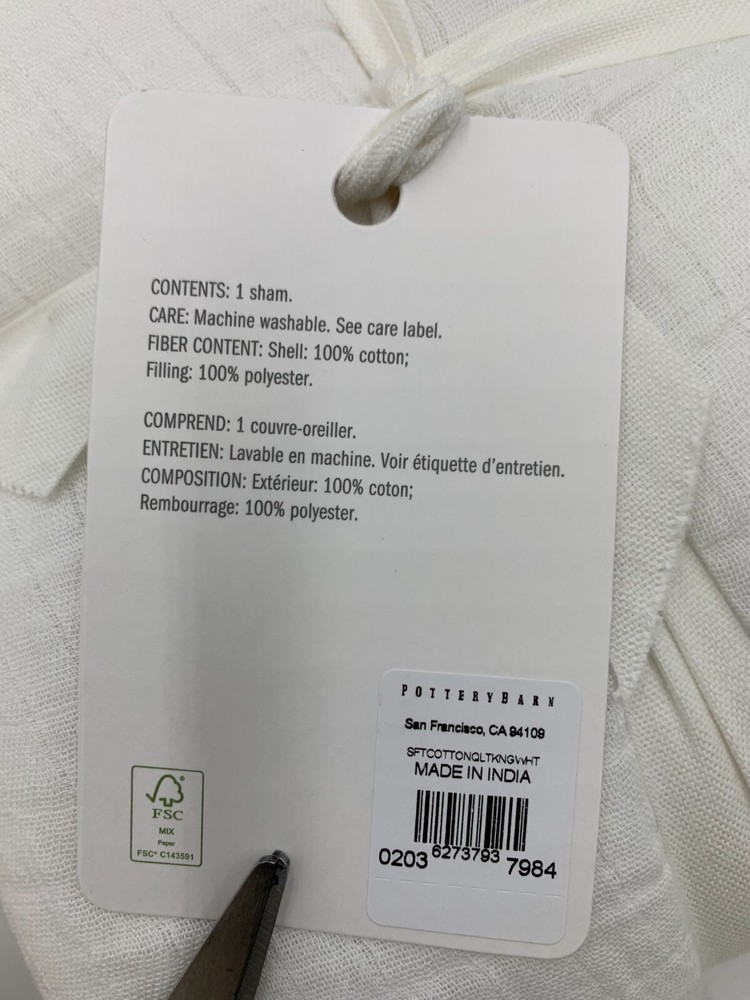 CONTENTS: 1 sham.
CARE: Machine washable. See care label.
FIBER CONTENT: Shell: 100% cotton;
Filling: 100% polyester.
COMPREND: 1 couvre-oreiller.
ENTRETIEN: Lavable en machine. Voir étiquette d'entretien.
COMPOSITION: Extérieur: 100% coton;
Rembourrage: 100% polyester.
POTTERYBARN
San Francisco, CA 94109
SFTCOTTONQLTKNGWHT
MADE IN INDIA
0203 6273793 7984
FSC
MIX
Paper
FSC® C143591